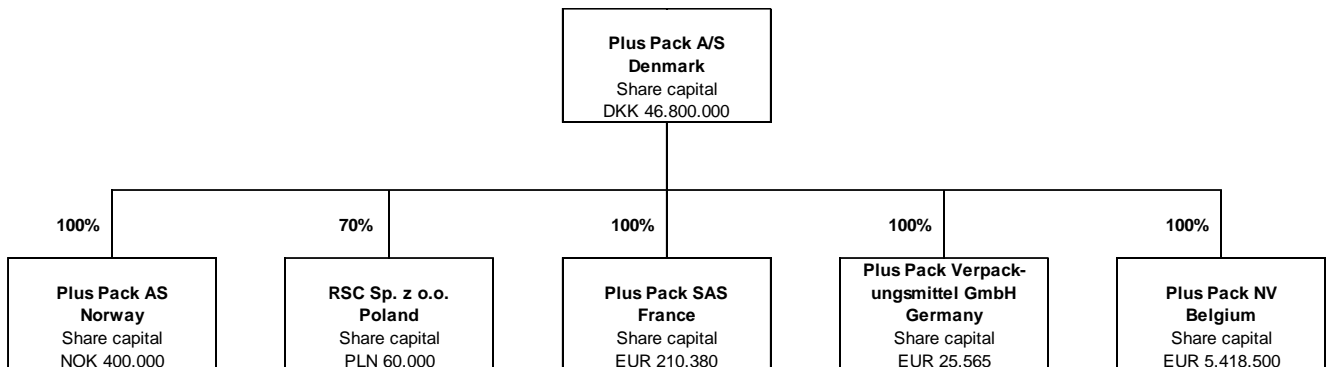 Plus Pack A/S
Denmark
Share capital
DKK 46.800.000
100%
70%
100%
100%
100%
Plus Pack AS
Norway
Share capital
NOK 400.000
RSC Sp. z o.o.
Poland
Share capital
PLN 60.000
Plus Pack SAS
France
Share capital
EUR 210.380
Plus Pack Verpack-
ungsmittel GmbH
Germany
Share capital
EUR 25.565
Plus Pack NV
Belgium
Share capital
EUR 5.418.500